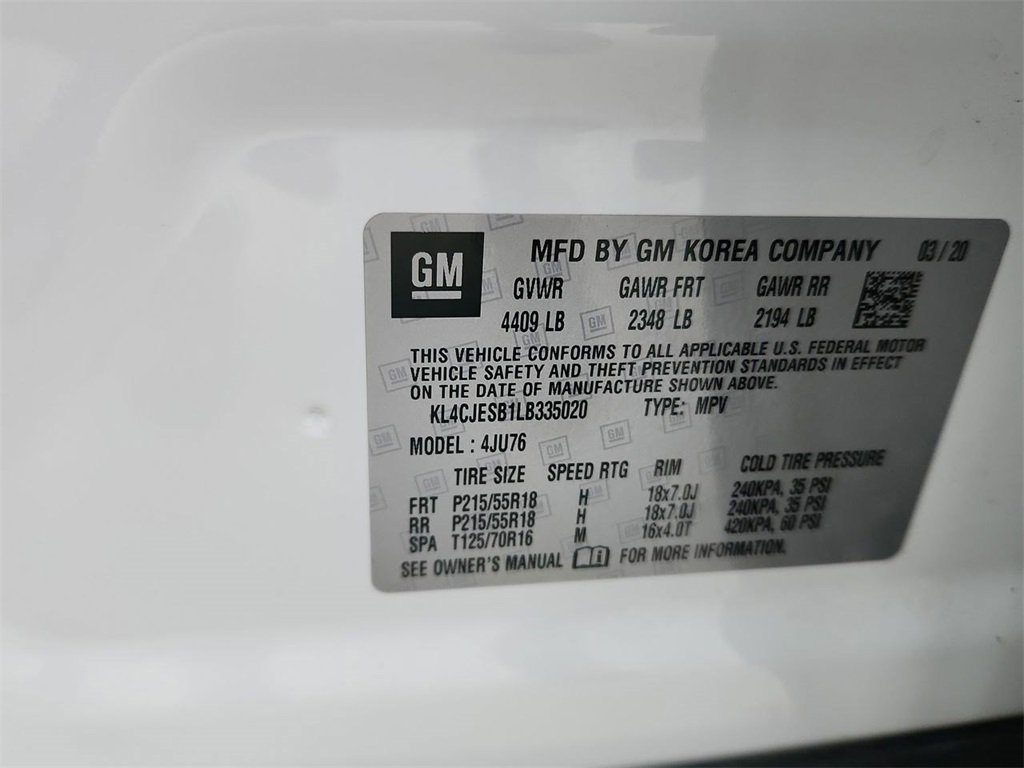 GM MFD BY GM KOREA COMPANY 03/20
GVWR GAWR FRT GAWR RR
4409 LB 2348 LB 2194 LB
THIS VEHICLE CONFORMS TO ALL APPLICABLE U.S. FEDERAL MOTOR
VEHICLE SAFETY AND THEFT PREVENTION STANDARDS IN EFFECT
ON THE DATE OF MANUFACTURE SHOWN ABOVE.
KL4CJESB1LB335020 TYPE: MPV
MODEL : 4JU76
TIRE SIZE SPEED RTG RIM COLD TIRE PRESSURE
FRT P215/55R18 H 18x7.0J 240KPA, 35 PSI
RR P215/55R18 H 18x7.0J 240KPA, 35 PSI
SPA T125/70R16 M 16x4.0T 420KPA, 60 PSI
SEE OWNER'S MANUAL FOR MORE INFORMATION.